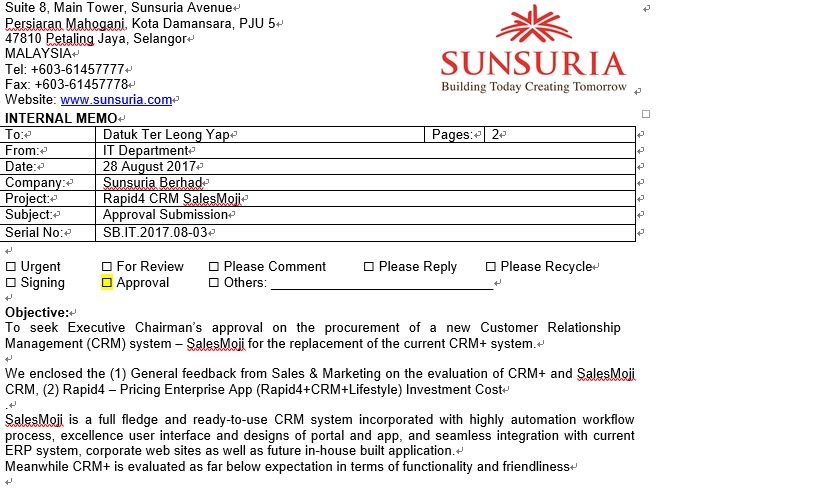 Suite 8, Main Tower, Sunsuria Avenue
Persiaran Mahogani, Kota Damansara, PJU 5
47810 Petaling Jaya, Selangor
MALAYSIA
Tel: +603-61457777
Fax: +603-61457778
Website: www.sunsuria.com
SUNSURIA
Building Today Creating Tomorrow
INTERNAL MEMO
To: Datuk Ter Leong Yap Pages: 2
From: IT Department
Date: 28 August 2017
Company: Sunsuria Berhad
Project: Rapid4 CRM SalesMoji
Subject: Approval Submission
Serial No: SB.IT.2017.08-03
☐ Urgent ☐ For Review ☐ Please Comment ☐ Please Reply ☐ Please Recycle
☐ Signing ☐ Approval ☐ Others: ______________________________
Objective:
To seek Executive Chairman's approval on the procurement of a new Customer Relationship
Management (CRM) system – SalesMoji for the replacement of the current CRM+ system.
We enclosed the (1) General feedback from Sales & Marketing on the evaluation of CRM+ and SalesMoji
CRM, (2) Rapid4 – Pricing Enterprise App (Rapid4+CRM+Lifestyle) Investment Cost
.
SalesMoji is a full fledge and ready-to-use CRM system incorporated with highly automation workflow
process, excellence user interface and designs of portal and app, and seamless integration with current
ERP system, corporate web sites as well as future in-house built application.
Meanwhile CRM+ is evaluated as far below expectation in terms of functionality and friendliness